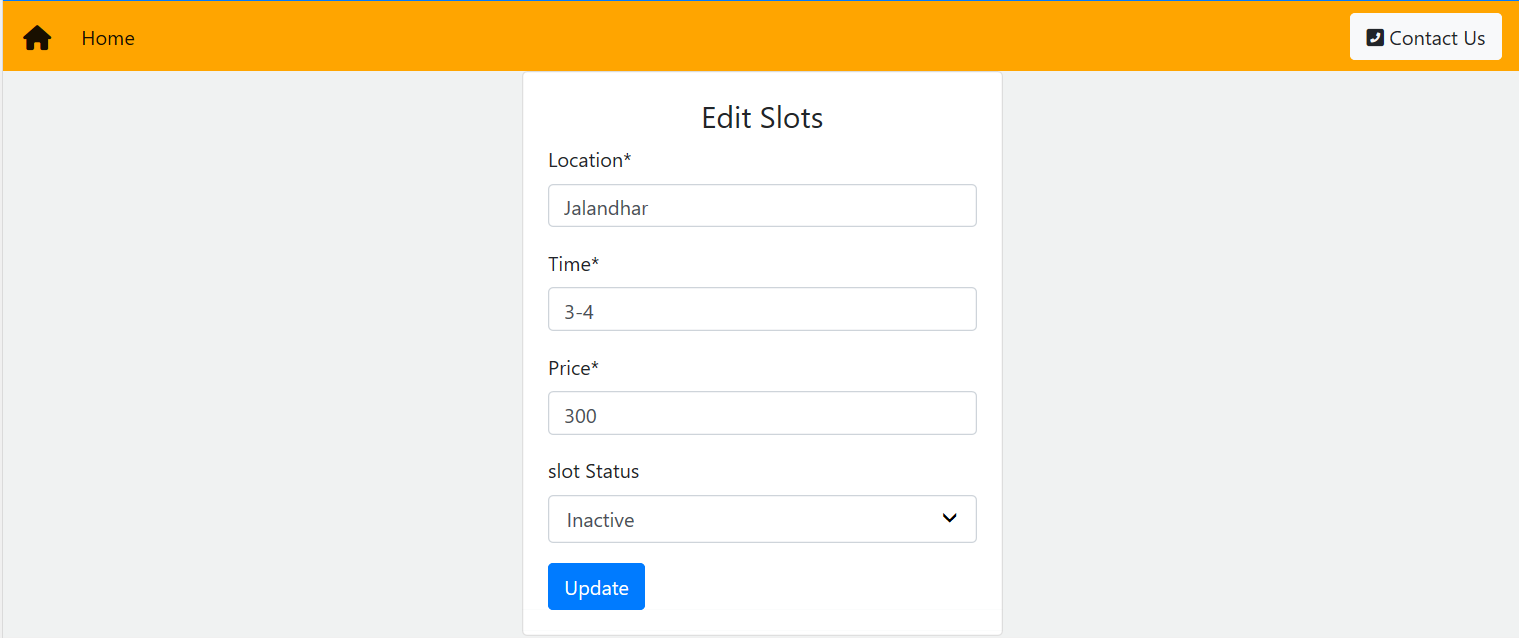 Home
Contact Us
Edit Slots
Location*
Jalandhar
Time*
3-4
Price*
300
slot Status
Inactive
Update